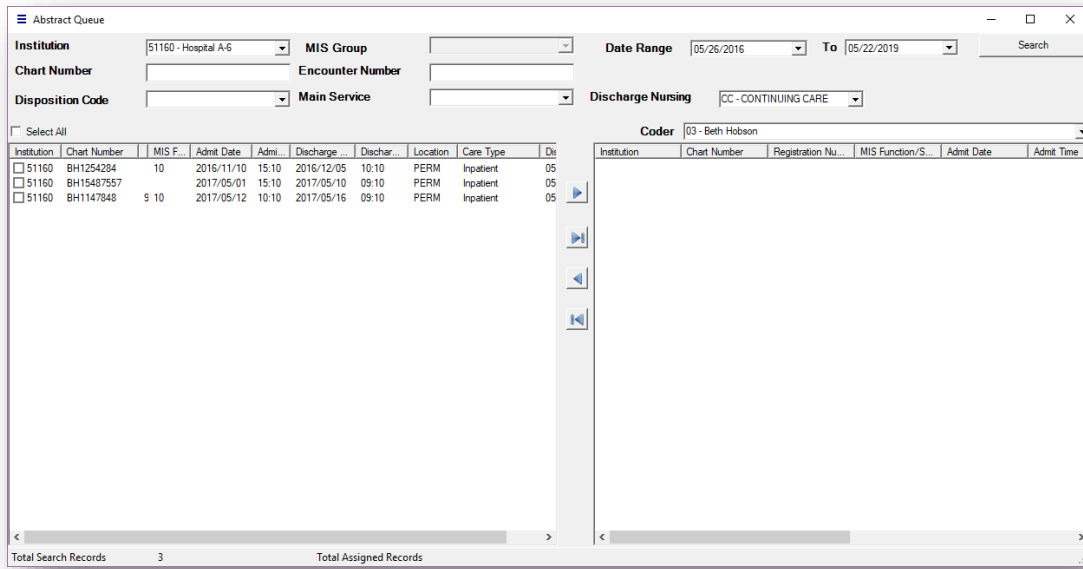 Abstract Queue
Institution 51160 - Hospital A-6 MIS Group Date Range 05/26/2016 To 05/22/2019 Search
Chart Number Encounter Number
Disposition Code Main Service Discharge Nursing CC - CONTINUING CARE
Select All Coder 03 - Beth Hobson
Institution Chart Number MIS F... Admit Date Admi... Discharge ... Dischar... Location Care Type Dis Institution Chart Number Registration Nu... MIS Function/S... Admit Date Admit Time
51160 BH1254284 10 2016/11/10 15:10 2016/12/05 10:10 PERM Inpatient 05
51160 BH15487557 2017/05/01 15:10 2017/05/10 09:10 PERM Inpatient 05
51160 BH1147848 9 10 2017/05/12 10:10 2017/05/16 09:10 PERM Inpatient 05
Total Search Records 3 Total Assigned Records